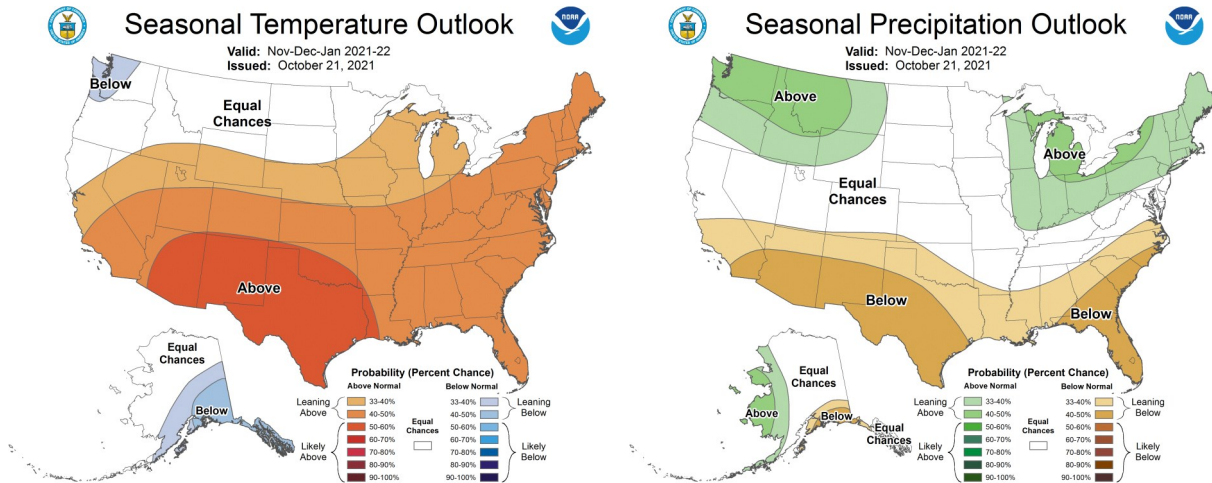 Seasonal Temperature Outlook
Valid: Nov-Dec-Jan 2021-22
Issued: October 21, 2021
NOAA
Below
Equal
Chances
Above
Equal
Chances
Below
Probability (Percent Chance)
Above Normal
Below Normal
Leaning
Above
33-40%
40-50%
50-60%
60-70%
70-80%
80-90%
90-100%
Likely
Above
Equal
Chances
33-40%
40-50%
50-60%
60-70%
70-80%
80-90%
90-100%
Leaning
Below
Likely
Below
Seasonal Precipitation Outlook
Valid: Nov-Dec-Jan 2021-22
Issued: October 21, 2021
NOAA
Above
Above
Equal
Chances
Below
Below
Equal
Chances
Above
Below
Equal
Chances
Probability (Percent Chance)
Above Normal
Below Normal
Leaning
Above
33-40%
40-50%
50-60%
60-70%
70-80%
80-90%
90-100%
Likely
Above
Equal
Chances
33-40%
40-50%
50-60%
60-70%
70-80%
80-90%
90-100%
Leaning
Below
Likely
Below